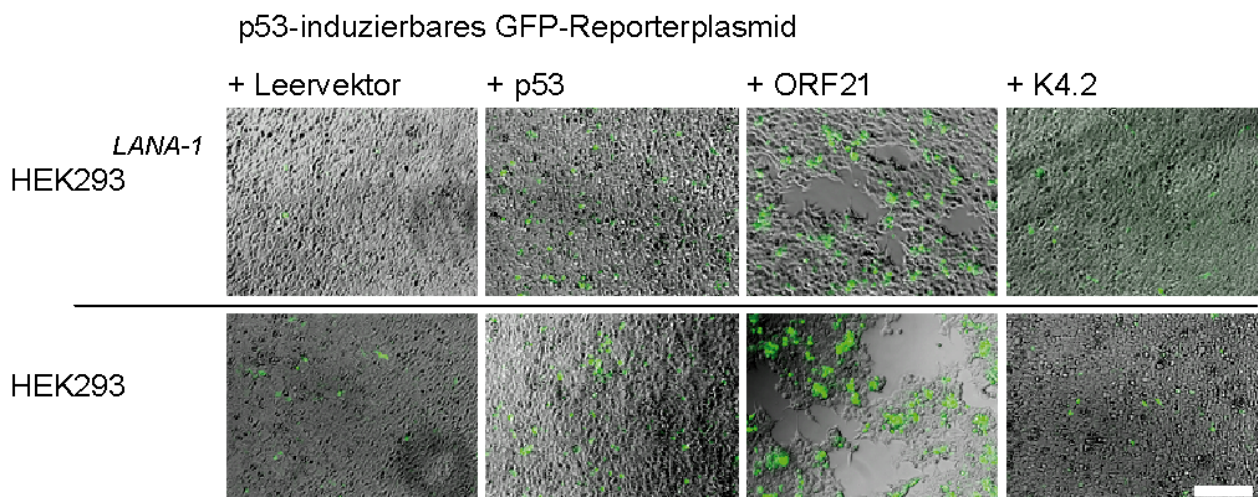 p53-induzierbares GFP-Reporterplasmid
+ Leervektor + p53 + ORF21 + K4.2
LANA-1
HEK293
HEK293